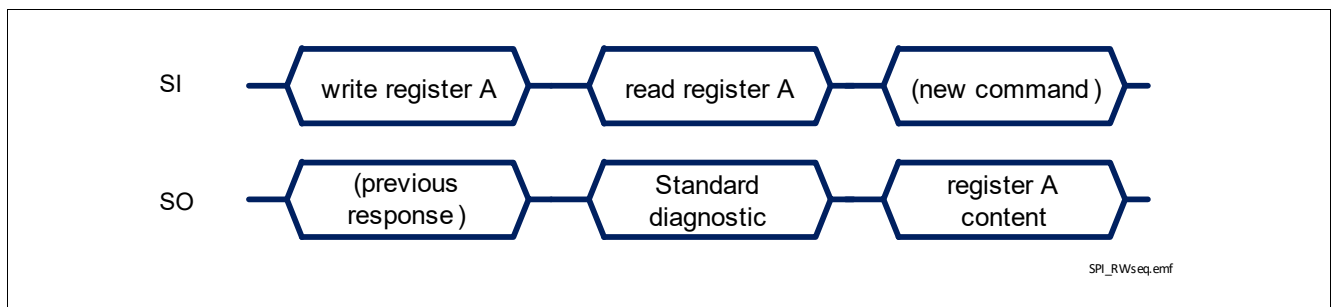 SI
write register A
read register A
(new command )
SO
(previous
response )
Standard
diagnostic
register A
content
SPI_RWseq.emf